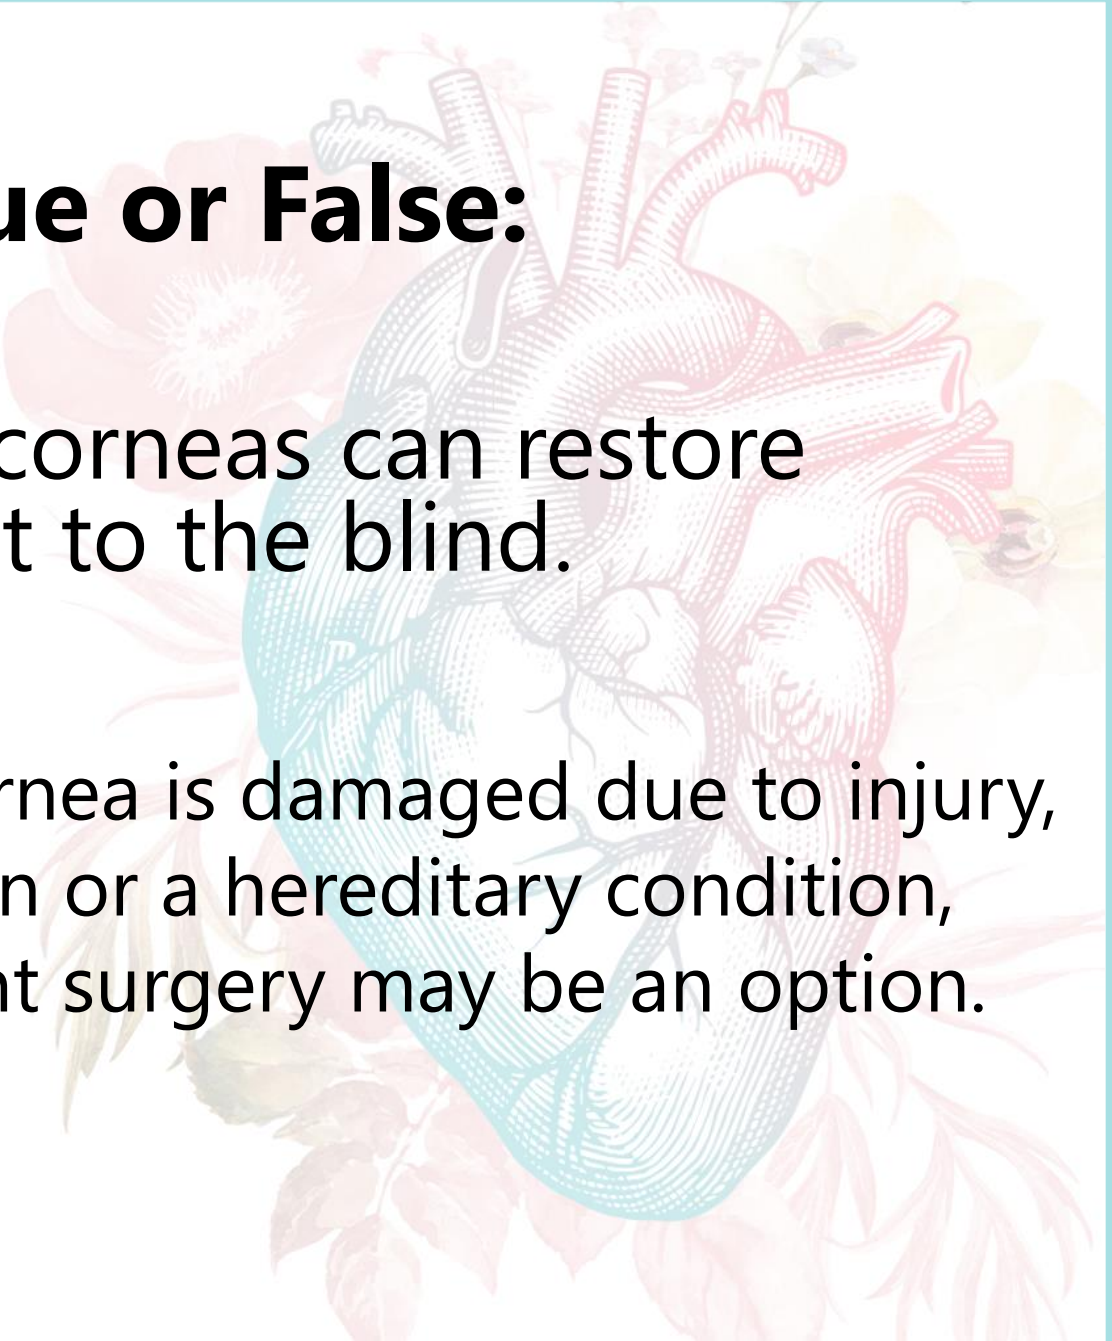 ue or False:
corneas can restore
t to the blind.
rnea is damaged due to injury,
n or a hereditary condition,
nt surgery may be an option.